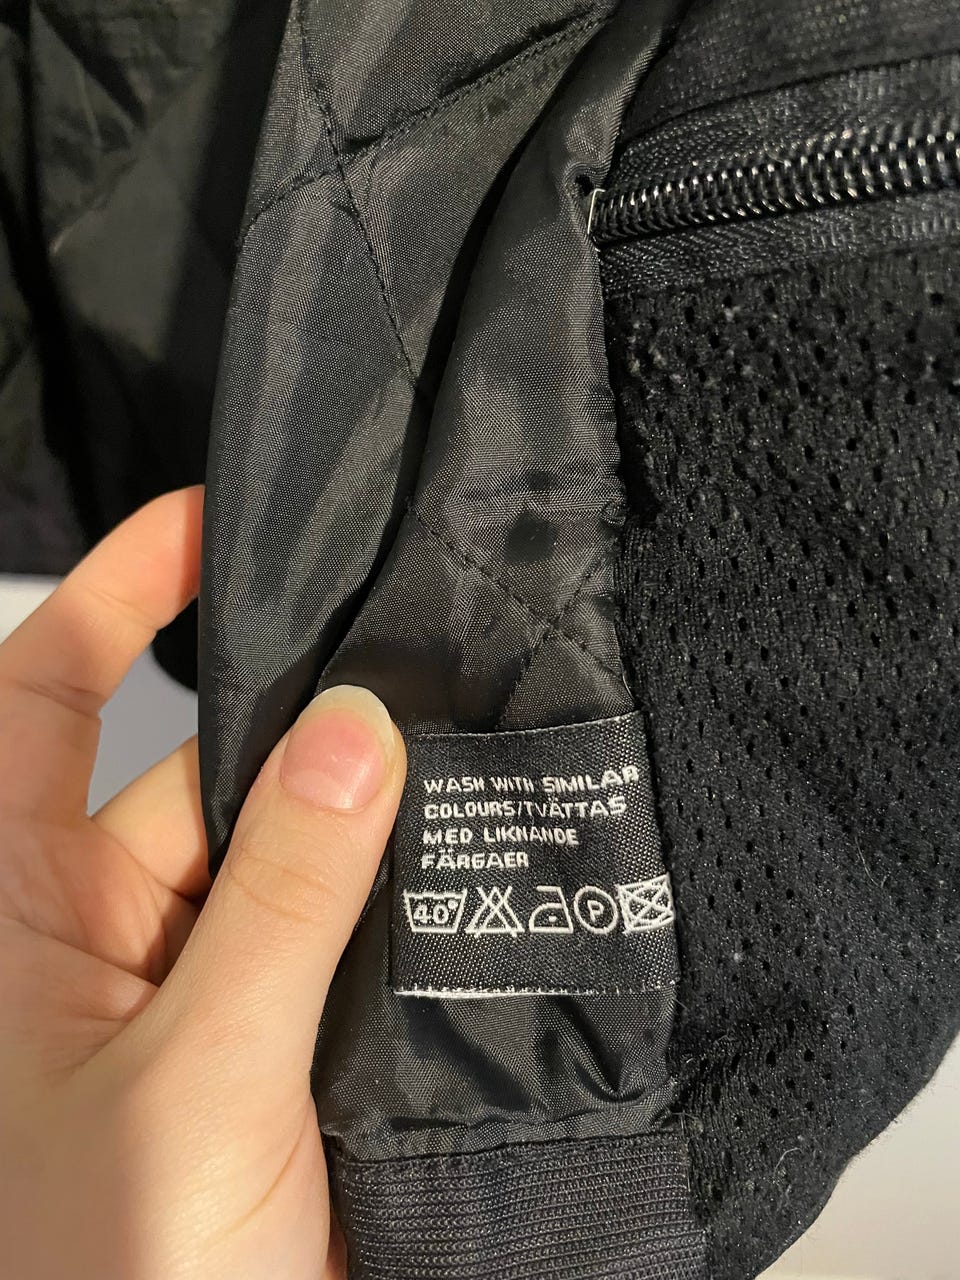 WASH WITH SIMILAR
COLOURS/TVÄTTAS
MED LIKNANDE
FÄRGAER
40°
P